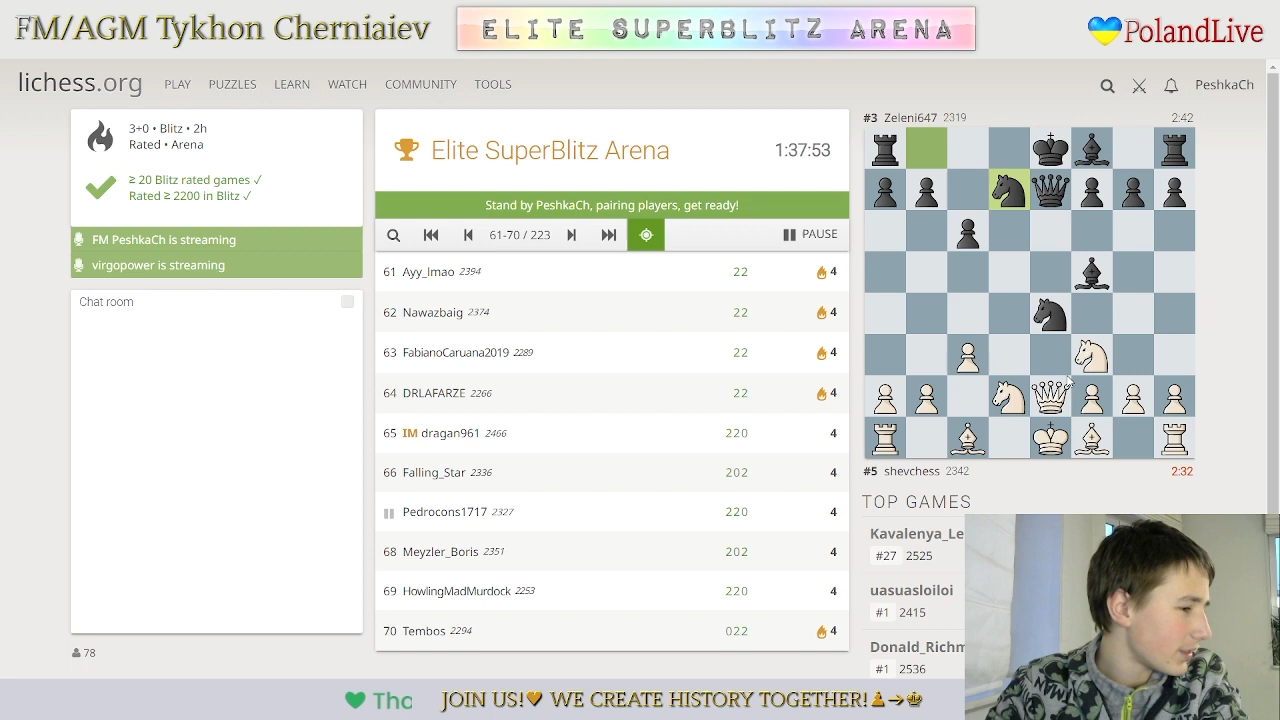 FM/AGM Tykhon Cherniaiev
ELITE SUPERBLITZ ARENA
PolandLive
lichess.org
PLAY PUZZLES LEARN WATCH COMMUNITY TOOLS
PeshkaCh
3+0 • Blitz • 2h
Rated • Arena
≥ 20 Blitz rated games ✓
Rated ≥ 2200 in Blitz ✓
FM PeshkaCh is streaming
virgopower is streaming
Chat room
78
Elite SuperBlitz Arena
1:37:53
Stand by PeshkaCh, pairing players, get ready!
61-70 / 223
PAUSE
61 Ayy_lmao 2394 22 4
62 Nawazbaig 2374 22 4
63 FabianoCaruana2019 2289 22 4
64 DRLAFARZE 2266 22 4
65 IM dragan961 2466 220 4
66 Falling_Star 2336 202 4
Pedrocons1717 2327 220 4
68 Meyzler_Boris 2351 202 4
69 HowlingMadMurdock 2253 220 4
70 Tembos 2294 022 4
#3 Zeleni647 2319 2:42
#5 shevchess 2342 2:32
TOP GAMES
Kavalenya_Le
#27 2525
uasuasloiloi
#1 2415
Donald_Richm
#1 2536
Tha
JOIN US! WE CREATE HISTORY TOGETHER!